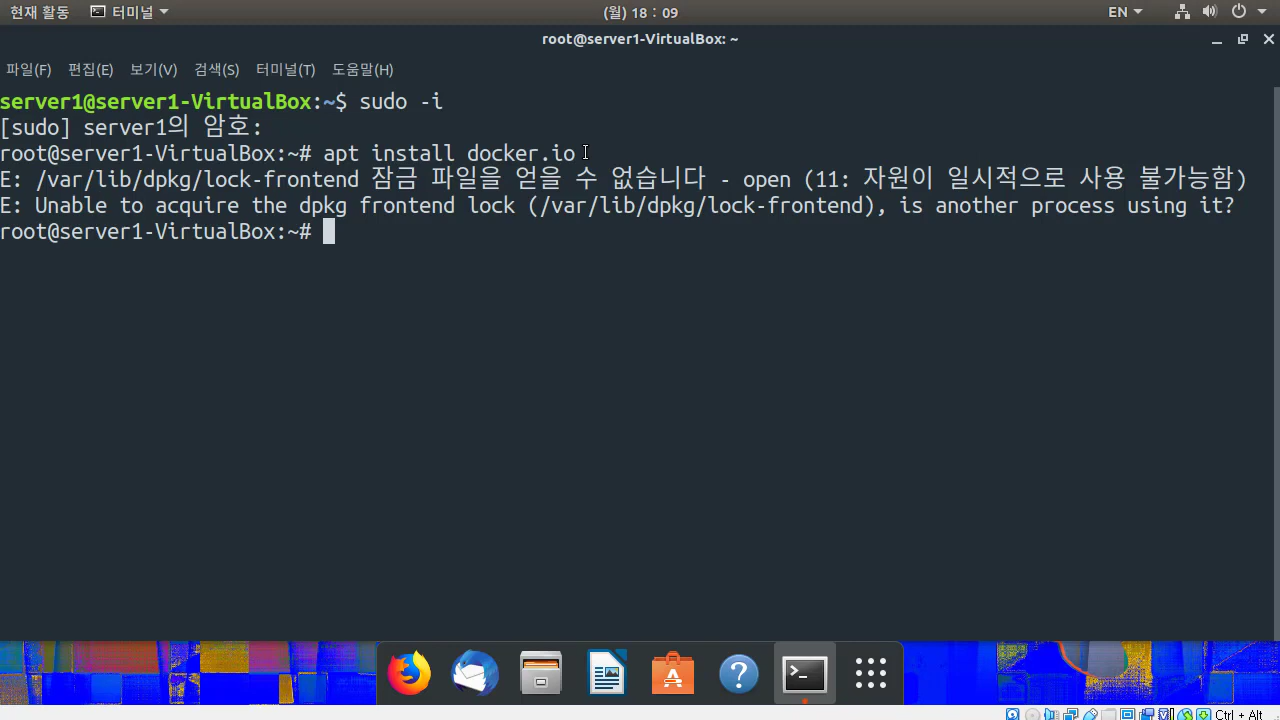 현재 활동 터미널 (월) 18 : 09 EN
root@server1-VirtualBox: ~
파일(F) 편집(E) 보기(V) 검색(S) 터미널(T) 도움말(H)
server1@server1-VirtualBox:~$ sudo -i
[sudo] server1의 암호:
root@server1-VirtualBox:~# apt install docker.io
E: /var/lib/dpkg/lock-frontend 잠금 파일을 얻을 수 없습니다 - open (11: 자원이 일시적으로 사용 불가능함)
E: Unable to acquire the dpkg frontend lock (/var/lib/dpkg/lock-frontend), is another process using it?
root@server1-VirtualBox:~#
Ctrl + Alt